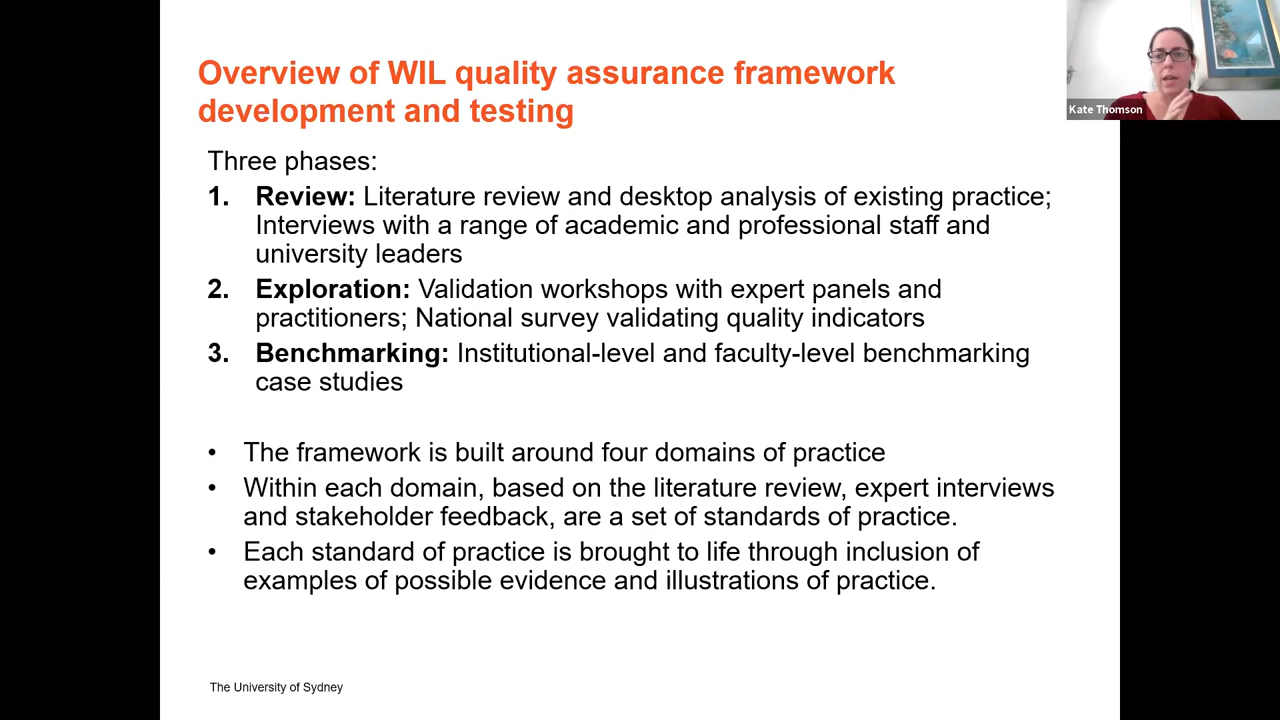 Overview of WIL quality assurance framework
development and testing
Kate Thomson
Three phases:
1. Review: Literature review and desktop analysis of existing practice;
Interviews with a range of academic and professional staff and
university leaders
2. Exploration: Validation workshops with expert panels and
practitioners; National survey validating quality indicators
3. Benchmarking: Institutional-level and faculty-level benchmarking
case studies
• The framework is built around four domains of practice
• Within each domain, based on the literature review, expert interviews
and stakeholder feedback, are a set of standards of practice.
• Each standard of practice is brought to life through inclusion of
examples of possible evidence and illustrations of practice.
The University of Sydney